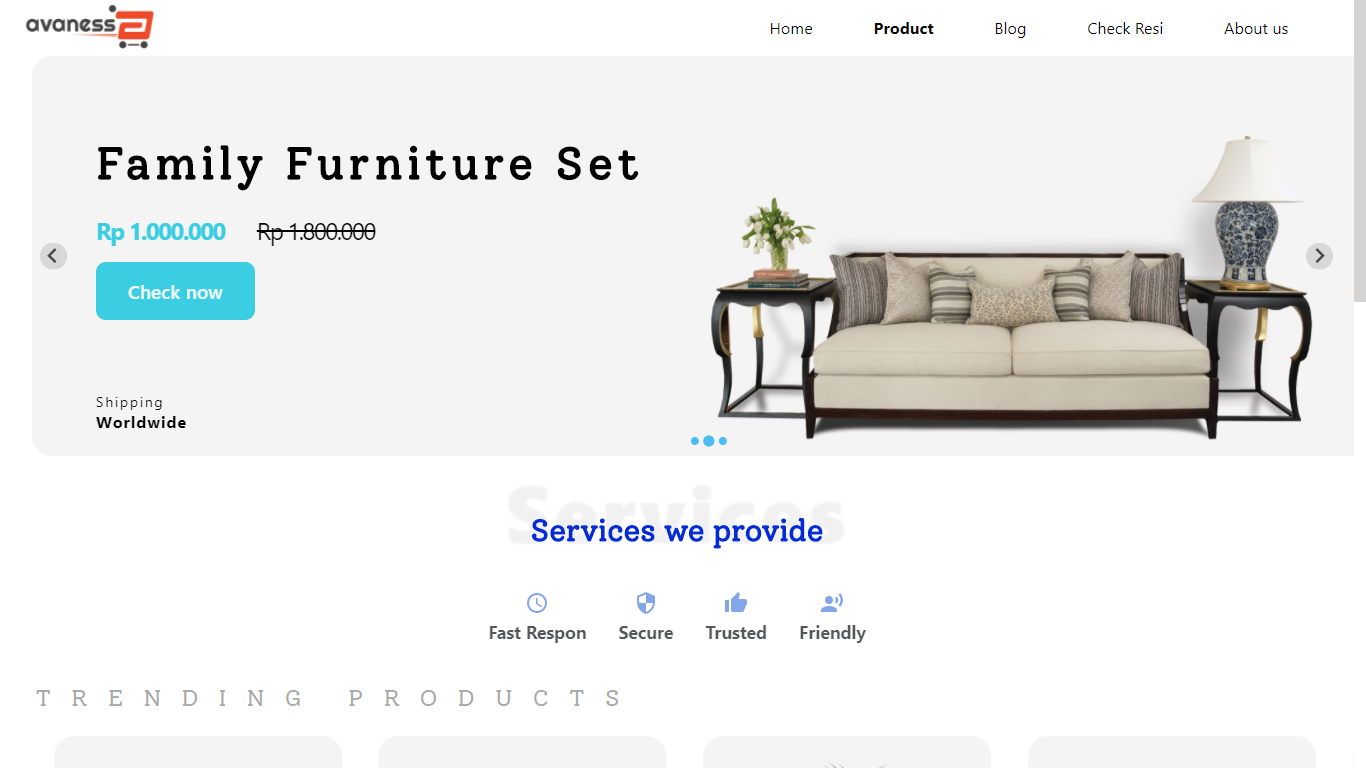 avaness
Home
Product
Blog
Check Resi
About us
Family Furniture Set
Rp 1.000.000 Rp 1.800.000
Check now
Shipping
Worldwide
Services
Services we provide
Fast Respon
Secure
Trusted
Friendly
TRENDING PRODUCTS